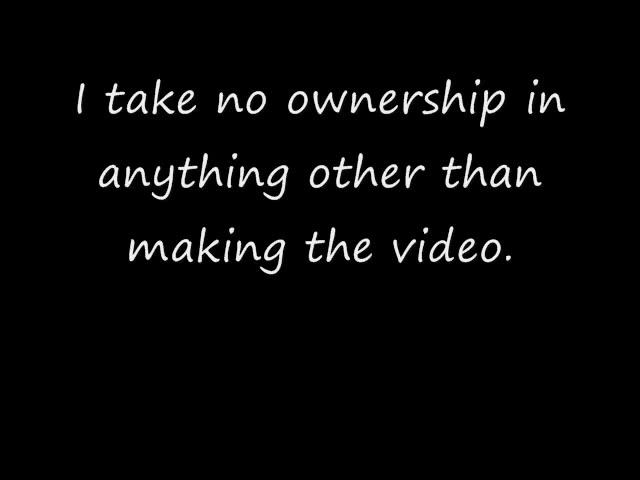 I take no ownership in
anything other than
making the video.